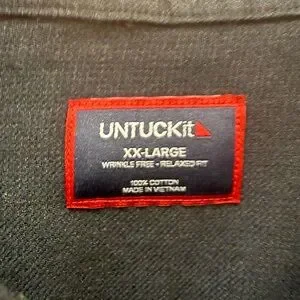 UNTUCKit
XX-LARGE
WRINKLE FREE • RELAXED FIT
100% COTTON
MADE IN VIETNAM